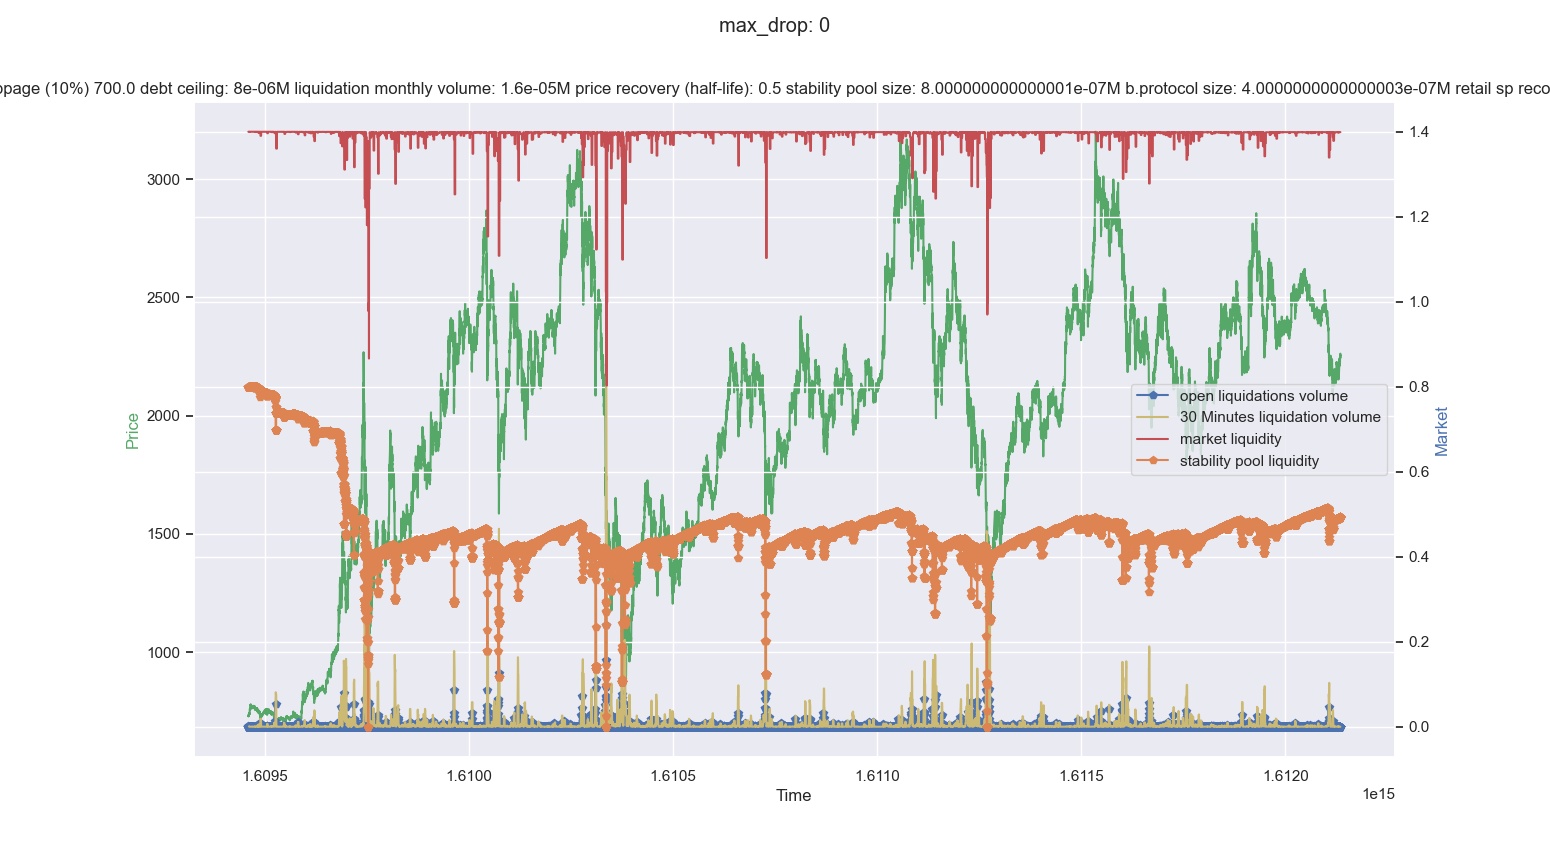 max_drop: 0
opage (10%) 700.0 debt ceiling: 8e-06M liquidation monthly volume: 1.6e-05M price recovery (half-life): 0.5 stability pool size: 8.000000000000001e-07M b.protocol size: 4.0000000000000003e-07M retail sp reco
3000
2500
2000
1500
1000
Price
1.4
1.2
1.0
0.8
0.6
0.4
0.2
0.0
Market
open liquidations volume
30 Minutes liquidation volume
market liquidity
stability pool liquidity
1.6095
1.6100
1.6105
1.6110
1.6115
1.6120
1e15
Time